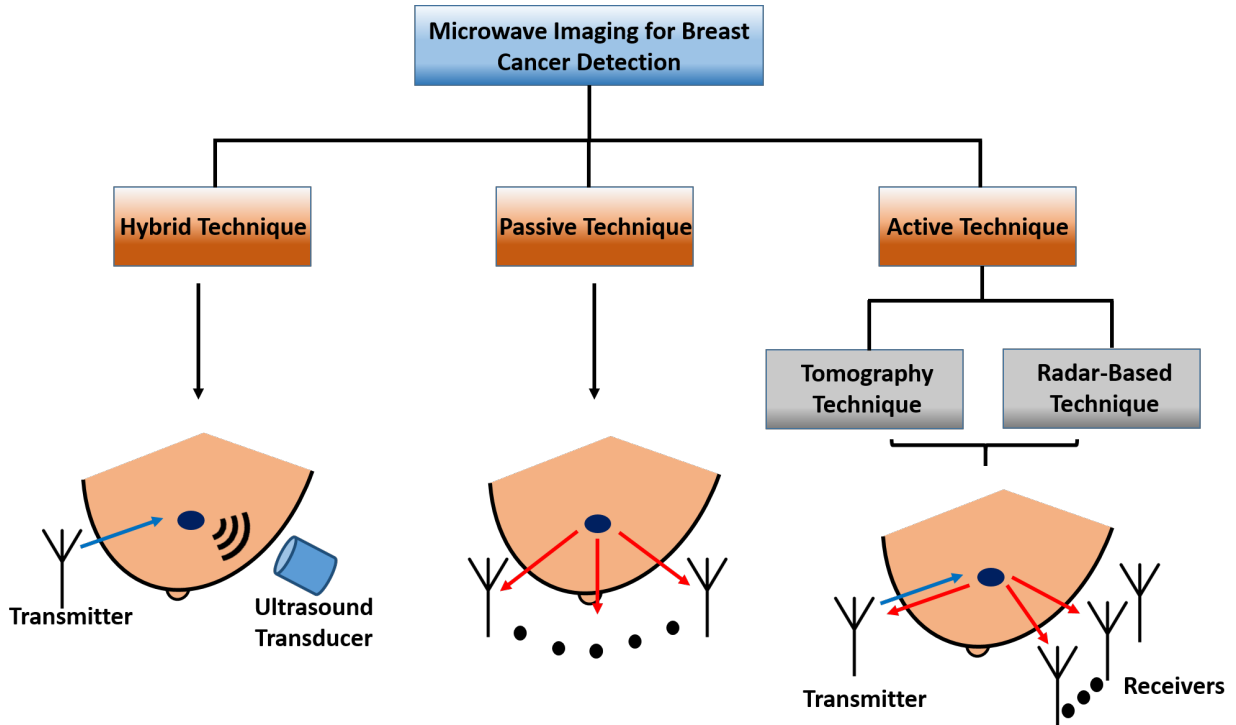 Microwave Imaging for Breast
Cancer Detection
Hybrid Technique
Passive Technique
Active Technique
Tomography
Technique
Radar-Based
Technique
Transmitter
Ultrasound
Transducer
Transmitter
Receivers